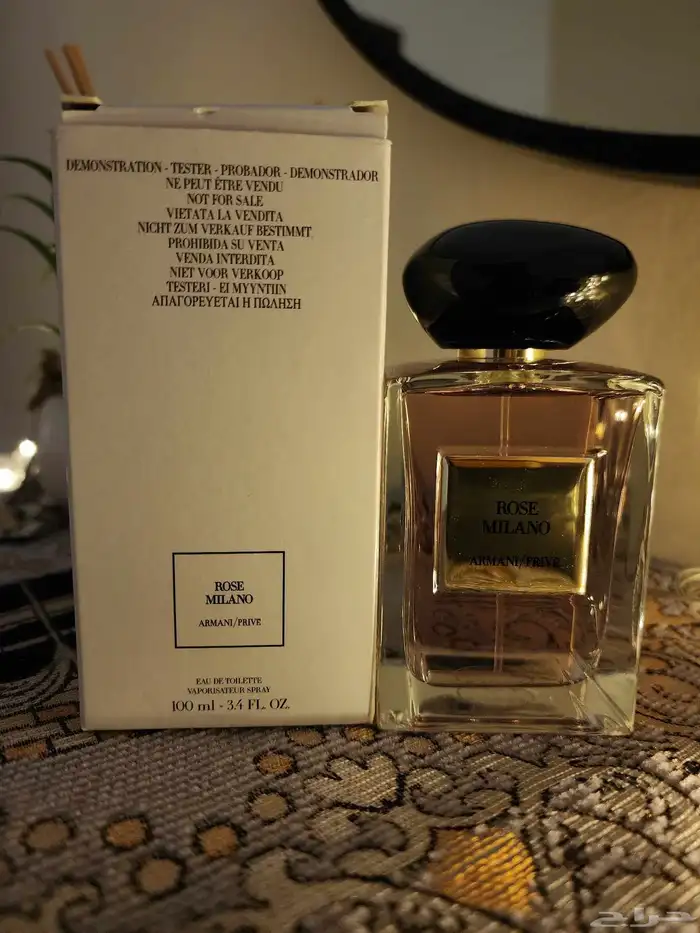 DEMONSTRATION - TESTER - PROBADOR - DEMONSTRADOR
NE PEUT ÊTRE VENDU
NOT FOR SALE
VIETATA LA VENDITA
NICHT ZUM VERKAUF BESTIMMT
PROHIBIDA SU VENTA
VENDA INTERDITA
NIET VOOR VERKOOP
TESTERI - EI MYYNTIIN
ΑΠΑΓΟΡΕΥΕΤΑΙ Η ΠΩΛΗΣΗ
ROSE
MILANO
ARMANI/PRIVÉ
EAU DE TOILETTE
VAPORISATEUR SPRAY
100 ml - 3.4 FL. OZ.
ROSE
MILANO
ARMANI/PRIVÉ
حراج